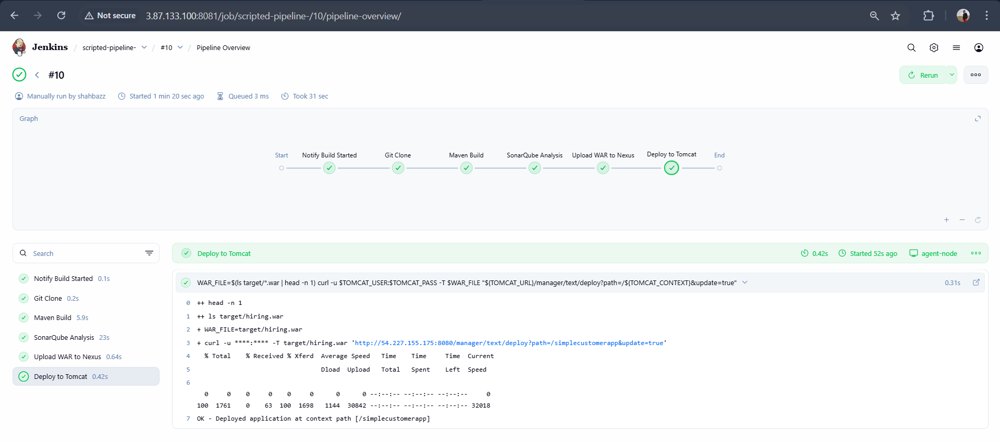 Not secure 3.87.133.100:8081/job/scripted-pipeline-/10/pipeline-overview/
Jenkins / scripted-pipeline- / #10 / Pipeline Overview
#10
Rerun
Manually run by shahbazz Started 1 min 20 sec ago Queued 3 ms Took 31 sec
Graph
Start Notify Build Started Git Clone Maven Build SonarQube Analysis Upload WAR to Nexus Deploy to Tomcat End
Search
Notify Build Started 0.1s
Git Clone 0.2s
Maven Build 5.9s
SonarQube Analysis 23s
Upload WAR to Nexus 0.64s
Deploy to Tomcat 0.42s
Deploy to Tomcat 0.42s Started 52s ago agent-node
WAR_FILE=$(ls target/*.war | head -n 1) curl -u $TOMCAT_USER:$TOMCAT_PASS -T $WAR_FILE "${TOMCAT_URL}/manager/text/deploy?path=/${TOMCAT_CONTEXT}&update=true" 0.31s
0 ++ head -n 1
1 ++ ls target/hiring.war
2 + WAR_FILE=target/hiring.war
3 + curl -u ****:**** -T target/hiring.war 'http://54.227.155.175:8080/manager/text/deploy?path=/simplecustomerapp&update=true'
4 % Total % Received % Xferd Average Speed Time Time Time Current
5 Dload Upload Total Spent Left Speed
6
0 0 0 0 0 0 0 0 --:--:-- --:--:-- --:--:-- 0
100 1761 0 63 100 1698 1144 30842 --:--:-- --:--:-- --:--:-- 32018
7 OK - Deployed application at context path [/simplecustomerapp]